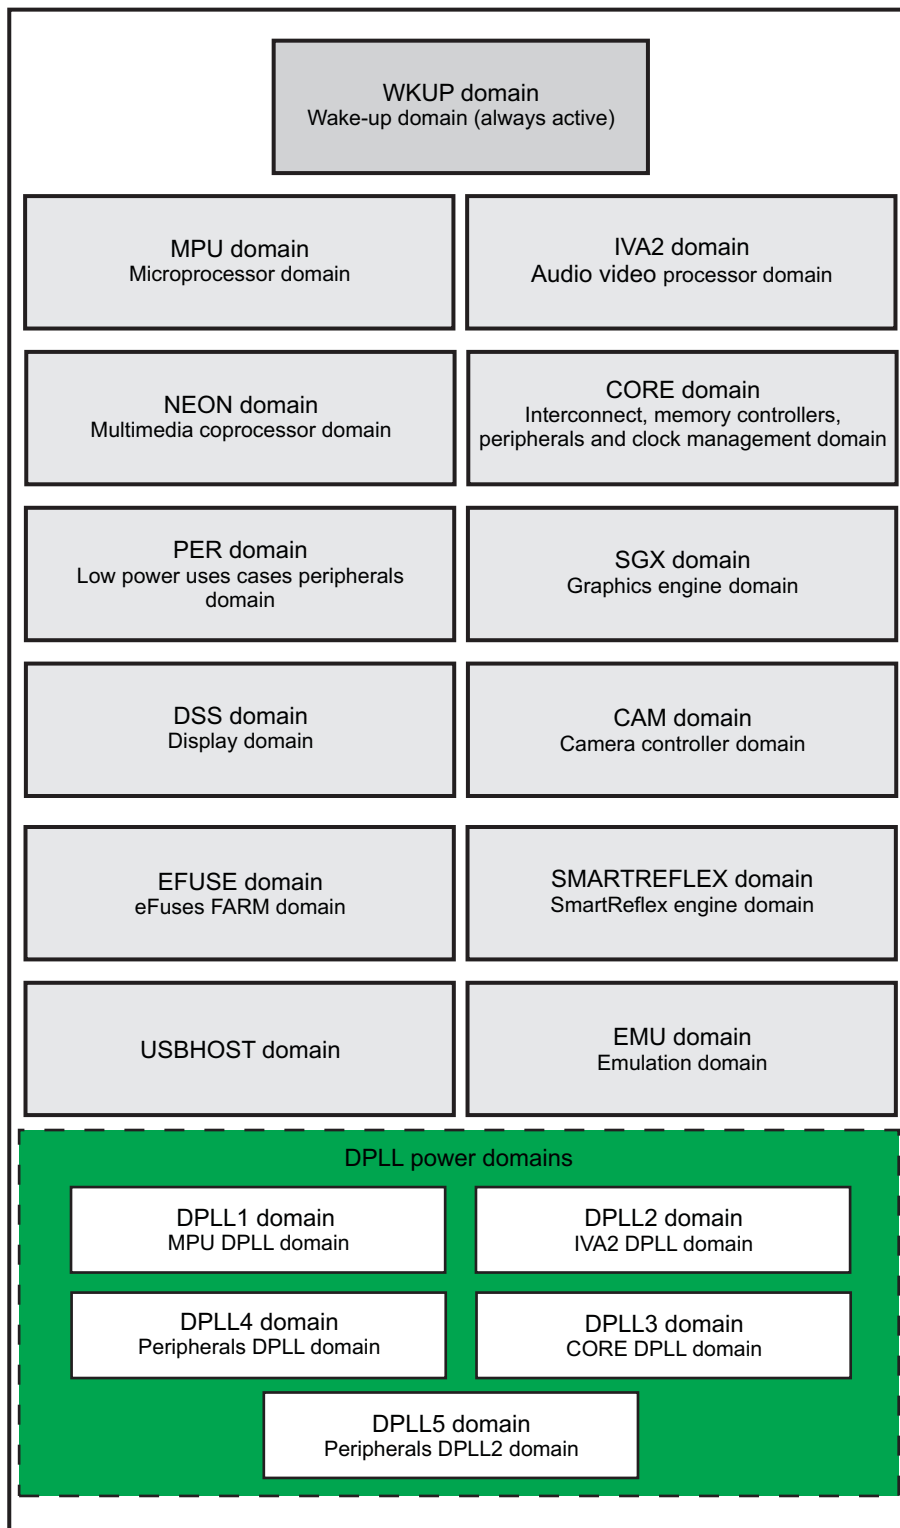 WKUP domain
Wake-up domain (always active)
MPU domain
Microprocessor domain
IVA2 domain
Audio video processor domain
NEON domain
Multimedia coprocessor domain
CORE domain
Interconnect, memory controllers,
peripherals and clock management domain
PER domain
Low power uses cases peripherals
domain
SGX domain
Graphics engine domain
DSS domain
Display domain
CAM domain
Camera controller domain
EFUSE domain
eFuses FARM domain
SMARTREFLEX domain
SmartReflex engine domain
USBHOST domain
EMU domain
Emulation domain
DPLL power domains
DPLL1 domain
MPU DPLL domain
DPLL2 domain
IVA2 DPLL domain
DPLL4 domain
Peripherals DPLL domain
DPLL3 domain
CORE DPLL domain
DPLL5 domain
Peripherals DPLL2 domain